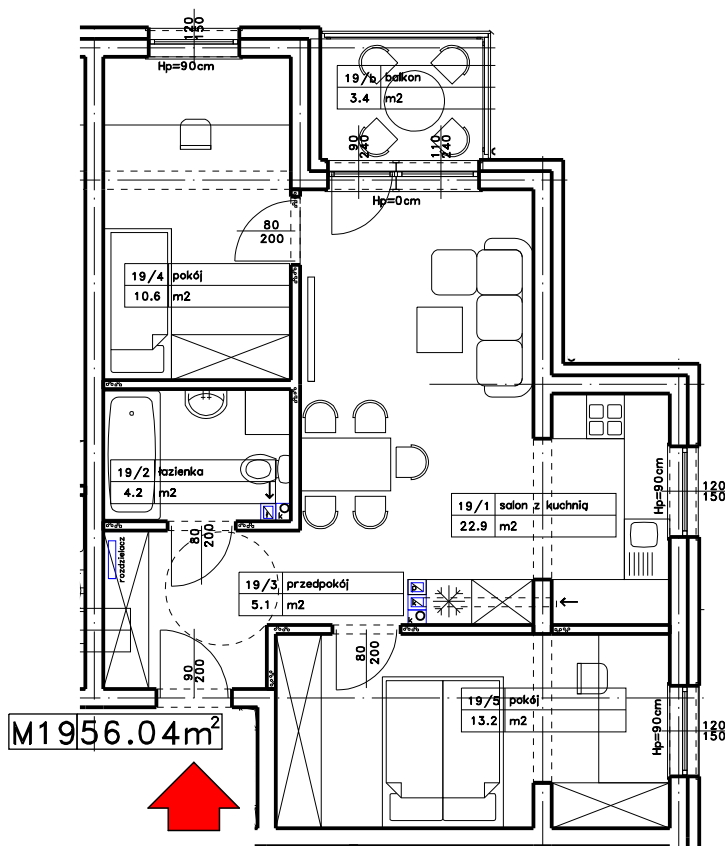 120
150
Hp=90cm
19/b balkon
3.4 m2
90
240
110
240
Hp=0cm
80
200
19/4 pokój
10.6 m2
19/2 łazienka
4.2 m2
Hp=90cm
120
150
19/1 salon z kuchnią
22.9 m2
rozdzielacz
80
200
19/3 przedpokój
5.1 m2
90
200
80
200
19/5 pokój
13.2 m2
Hp=90cm
120
150
M19 56.04m²